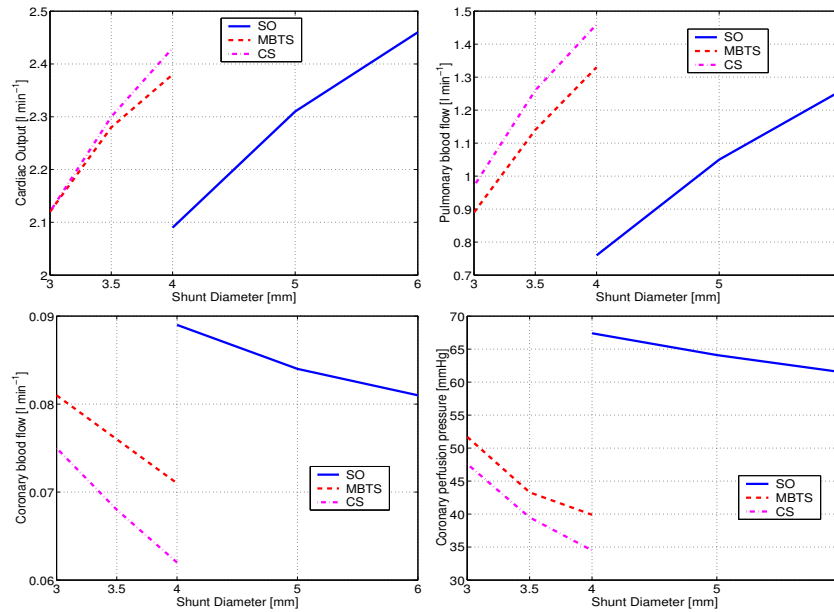 2.5
2.4
2.3
2.2
2.1
2
3
3.5
4
5
6
Cardiac Output [l min⁻¹]
Shunt Diameter [mm]
SO
MBTS
CS
1.5
1.4
1.3
1.2
1.1
1
0.9
0.8
0.7
3
3.5
4
5
Pulmonary blood flow [l min⁻¹]
Shunt Diameter [mm]
SO
MBTS
CS
0.09
0.08
0.07
0.06
3
3.5
4
5
6
Coronary blood flow [l min⁻¹]
Shunt Diameter [mm]
SO
MBTS
CS
70
65
60
55
50
45
40
35
30
3
3.5
4
5
Coronary perfusion pressure [mmHg]
Shunt Diameter [mm]
SO
MBTS
CS